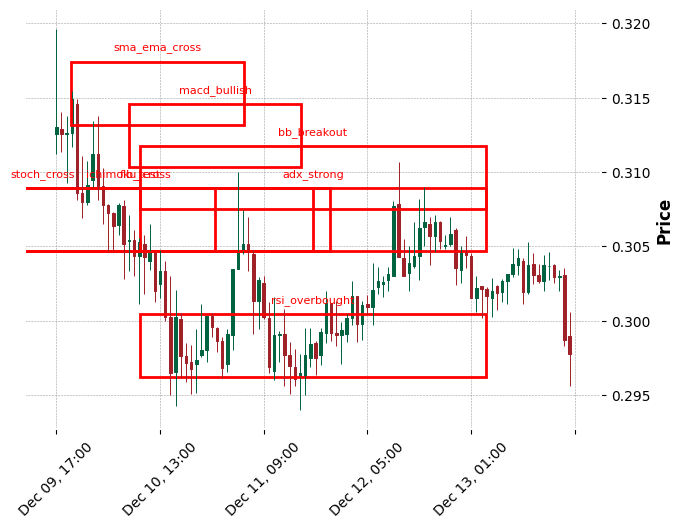 0.320
sma_ema_cross
macd_bullish
0.315
bb_breakout
stoch_cross
adx_strong
0.310
Price
0.305
rsi_overbought
0.300
0.295
Dec 09, 17:00
Dec 10, 13:00
Dec 11, 09:00
Dec 12, 05:00
Dec 13, 01:00